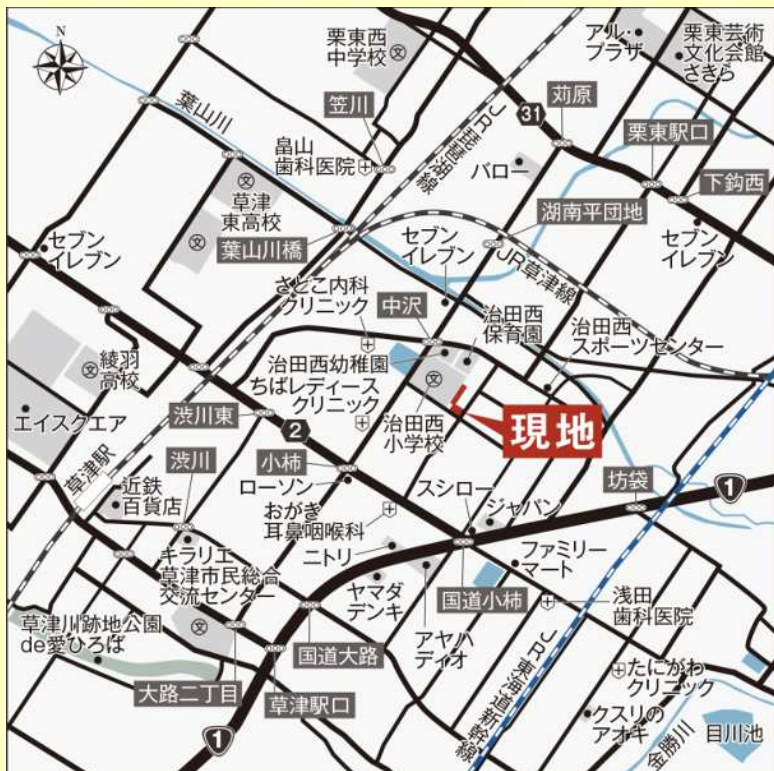 N
栗東西
中学校
文
アル・
プラザ
栗東芸術
文化会館
さきら
葉山川
笠川
JR琵琶湖線
31
苅原
栗東駅口
畠山
歯科医院
バロー
下鈎西
文
草津
東高校
文
湖南平団地
セブン
イレブン
葉山川橋
セブン
イレブン
JR草津線
セブン
イレブン
さとこ内科
クリニック
中沢
治田西
保育園
治田西
スポーツセンター
綾羽
高校
文
治田西幼稚園
ちばレディース
クリニック
文
治田西
小学校
現地
エイスクエア
渋川東
2
草津駅
渋川
小柿
坊袋
1
近鉄
百貨店
ローソン
スシロー
ジャパン
おがき
耳鼻咽喉科
キラリエ
草津市民総合
交流センター
ニトリ
ファミリー
マート
ヤマダ
デンキ
国道小柿
浅田
歯科医院
文
草津川跡地公園
de愛ひろば
国道大路
アヤハ
ディオ
JR東海道新幹線
たにがわ
クリニック
大路二丁目
草津駅口
クスリの
アオキ
1
金勝川
目川池